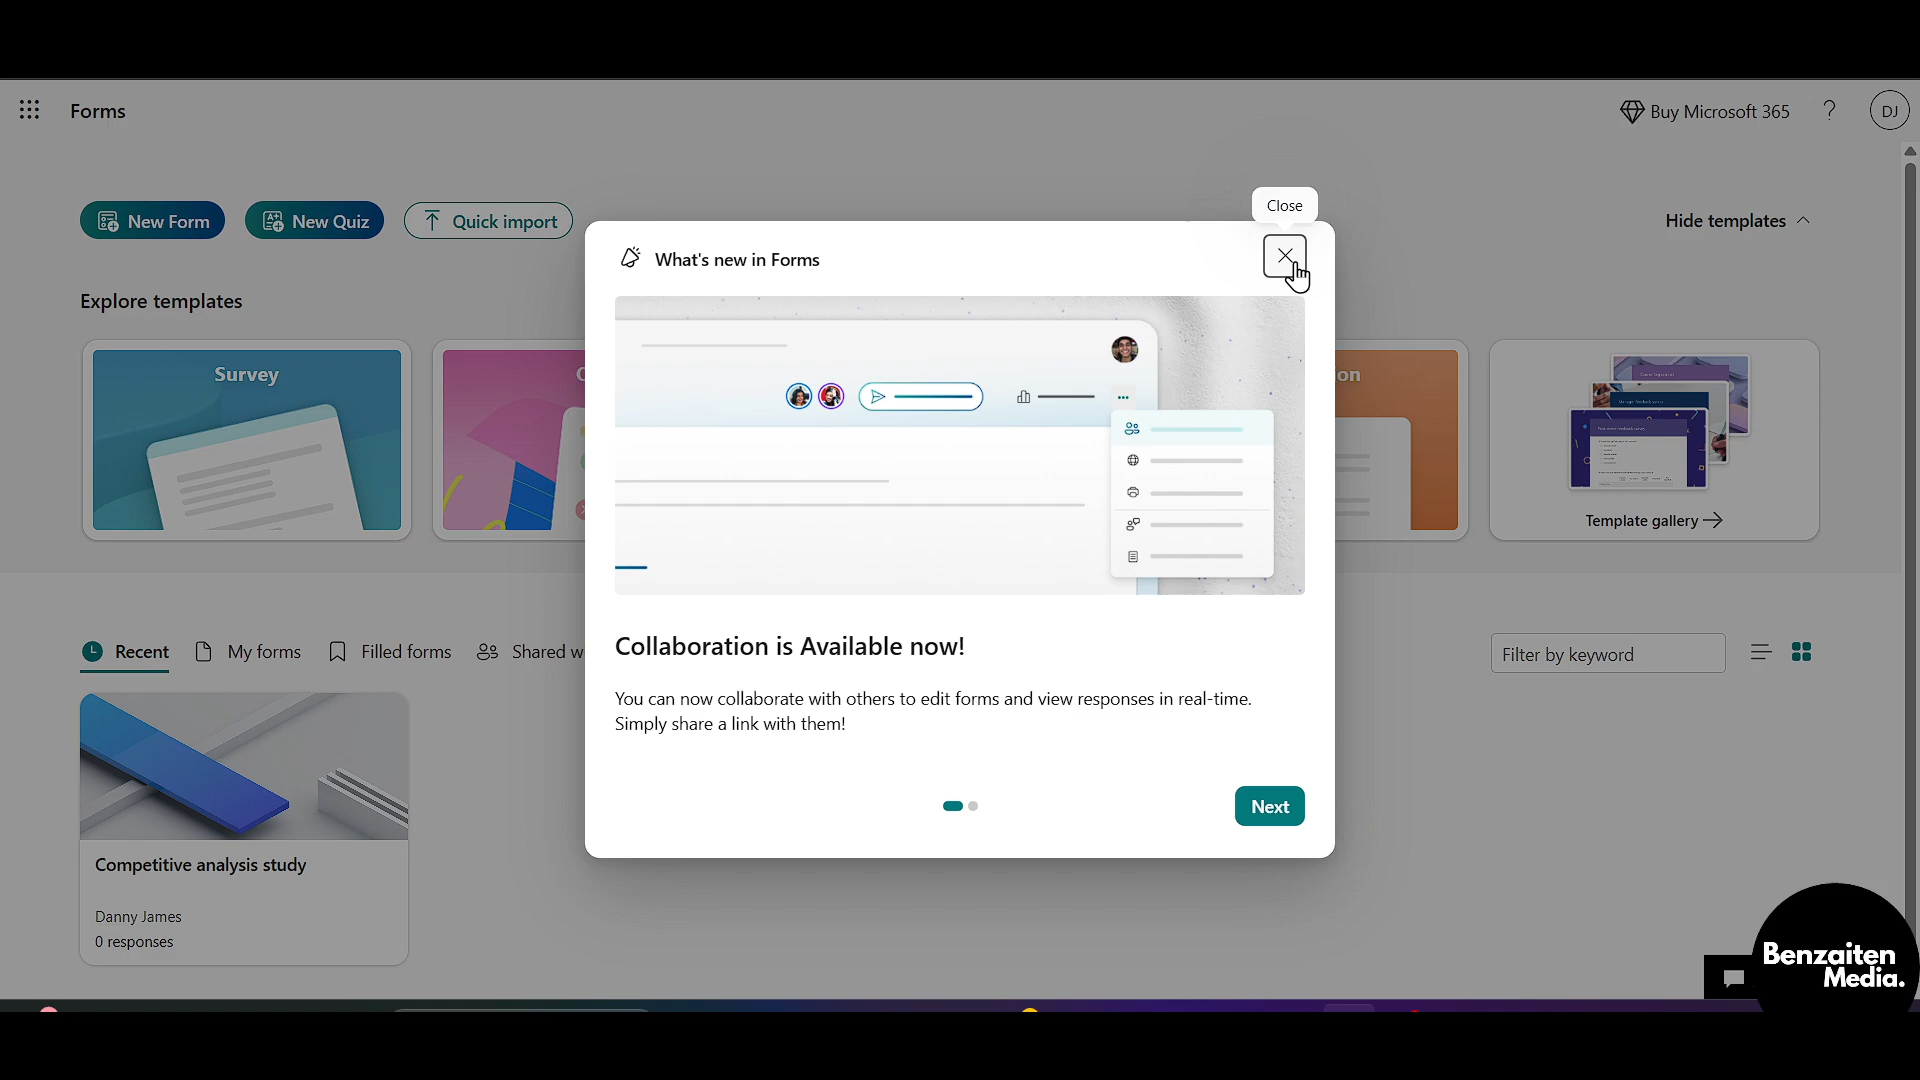 Forms
Buy Microsoft 365
?
DJ
New Form
New Quiz
Quick import
Hide templates
Close
What's new in Forms
Explore templates
Survey
on
Template gallery
Collaboration is Available now!
You can now collaborate with others to edit forms and view responses in real-time.
Simply share a link with them!
Next
Recent
My forms
Filled forms
Shared w
Filter by keyword
Competitive analysis study
Danny James
0 responses
Benzaiten
Media.